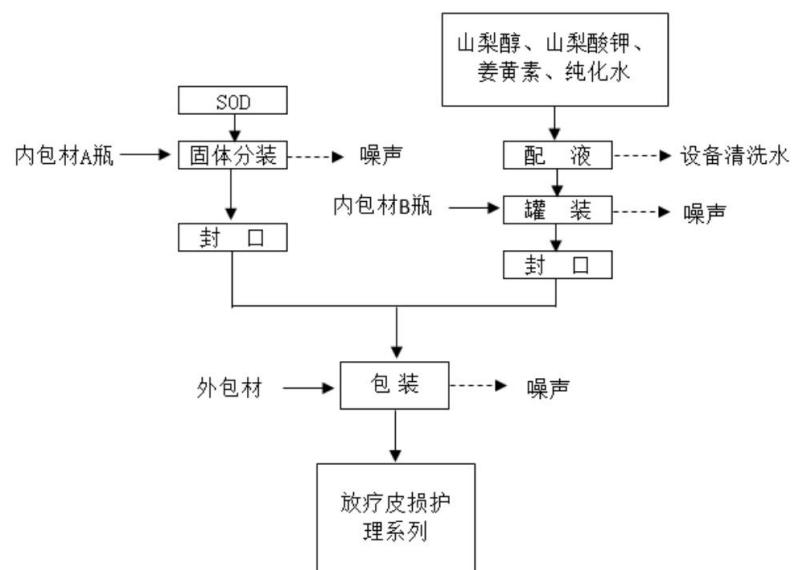 山梨醇、山梨酸钾、
姜黄素、纯化水
SOD
内包材A瓶
固体分装
噪声
配 液
设备清洗水
内包材B瓶
罐 装
噪声
封 口
封 口
外包材
包 装
噪声
放疗皮损护
理系列